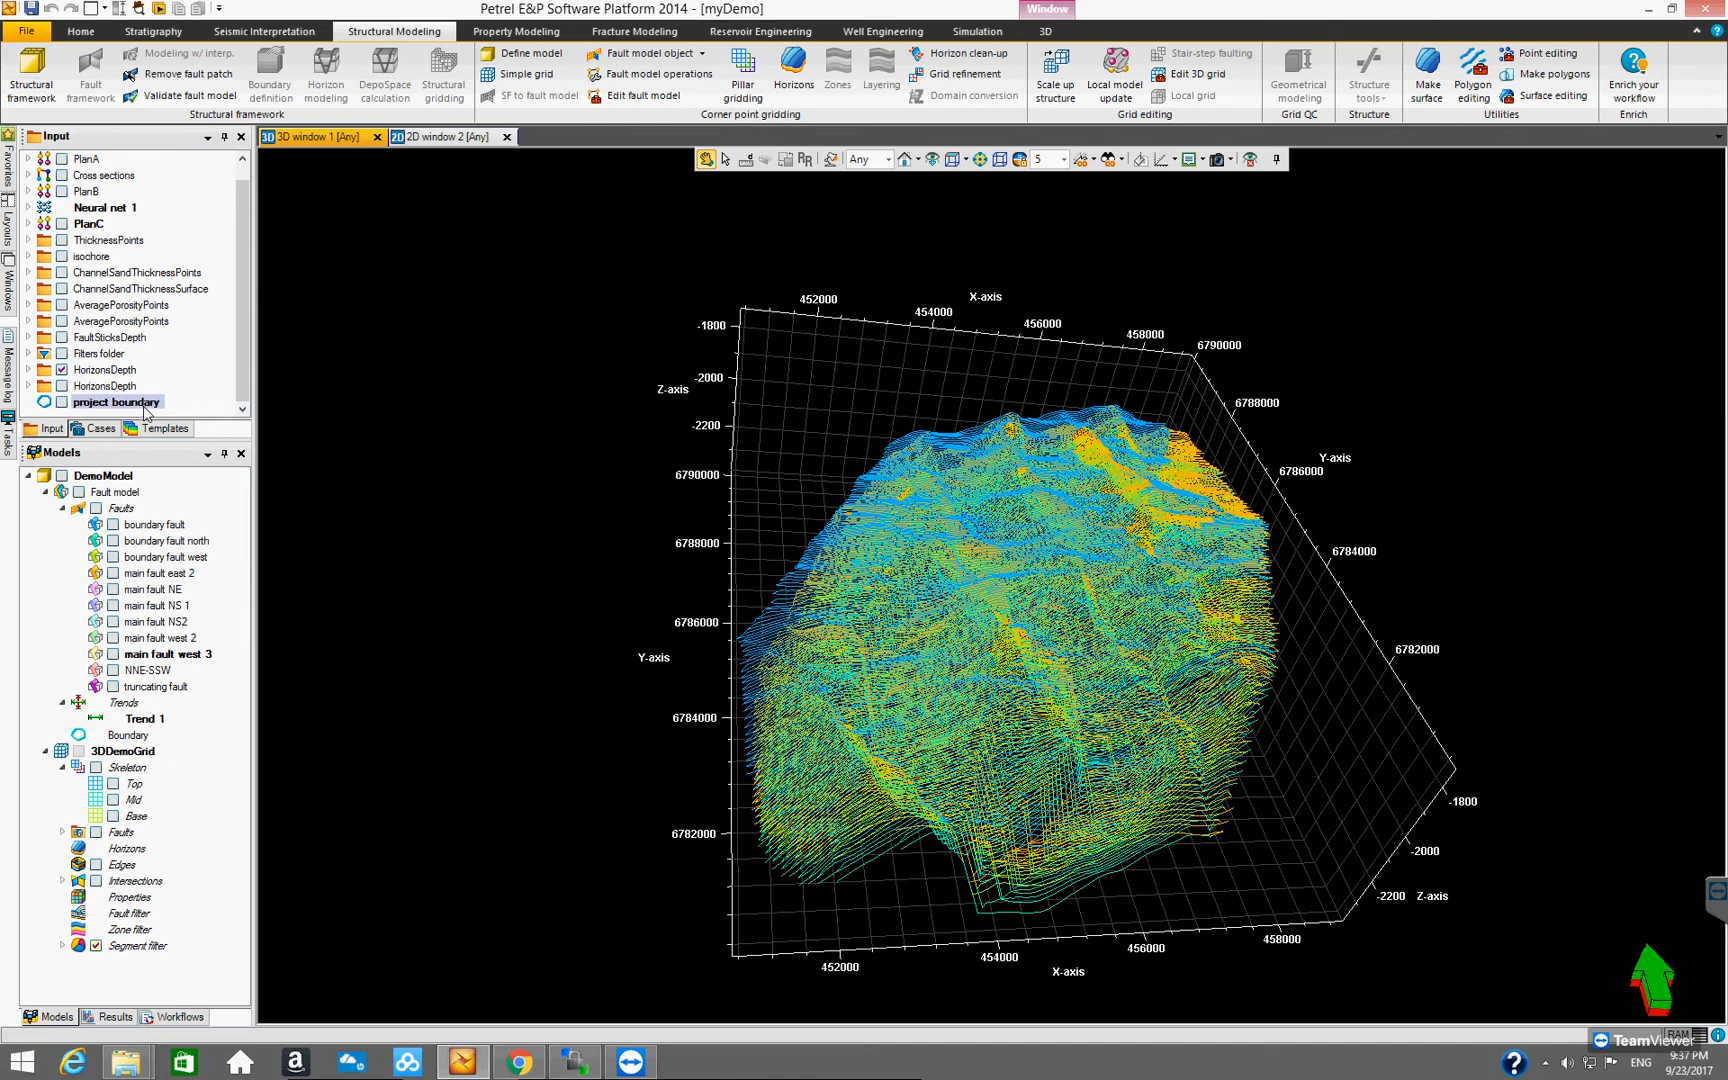 Petrel E&P Software Platform 2014 - [myDemo]
Window
File
Home
Stratigraphy
Seismic Interpretation
Structural Modeling
Property Modeling
Fracture Modeling
Reservoir Engineering
Well Engineering
Simulation
3D
Structural framework
Fault framework
Modeling w/ interp.
Remove fault patch
Validate fault model
Boundary definition
Horizon modeling
DepoSpace calculation
Structural gridding
Structural framework
Define model
Simple grid
SF to fault model
Fault model object
Fault model operations
Edit fault model
Pillar gridding
Horizons
Zones
Layering
Horizon clean-up
Grid refinement
Domain conversion
Corner point gridding
Scale up structure
Local model update
Stair-step faulting
Edit 3D grid
Local grid
Grid editing
Geometrical modeling
Grid QC
Structure tools
Structure
Make surface
Polygon editing
Point editing
Make polygons
Surface editing
Utilities
Enrich your workflow
Enrich
Favorites
Layouts
Windows
Message log
Tasks
Input
PlanA
Cross sections
PlanB
Neural net 1
PlanC
ThicknessPoints
isochore
ChannelSandThicknessPoints
ChannelSandThicknessSurface
AveragePorosityPoints
AveragePorosityPoints
FaultSticksDepth
Filters folder
HorizonsDepth
HorizonsDepth
project boundary
Input
Cases
Templates
Models
DemoModel
Fault model
Faults
boundary fault
boundary fault north
boundary fault west
main fault east 2
main fault NE
main fault NS 1
main fault NS2
main fault west 2
main fault west 3
NNE-SSW
truncating fault
Trends
Trend 1
Boundary
3DDemoGrid
Skeleton
Top
Mid
Base
Faults
Horizons
Edges
Intersections
Properties
Fault filter
Zone filter
Segment filter
Models
Results
Workflows
3D 3D window 1 [Any]
2D 2D window 2 [Any]
Any
5
X-axis
452000
454000
456000
458000
-1800
-2000
-2200
Z-axis
6790000
6788000
6786000
6784000
6782000
Y-axis
6790000
6788000
6786000
6784000
6782000
Y-axis
-1800
-2000
-2200
Z-axis
452000
454000
456000
458000
X-axis
RAM
TeamViewer
ENG
9:37 PM
9/23/2017